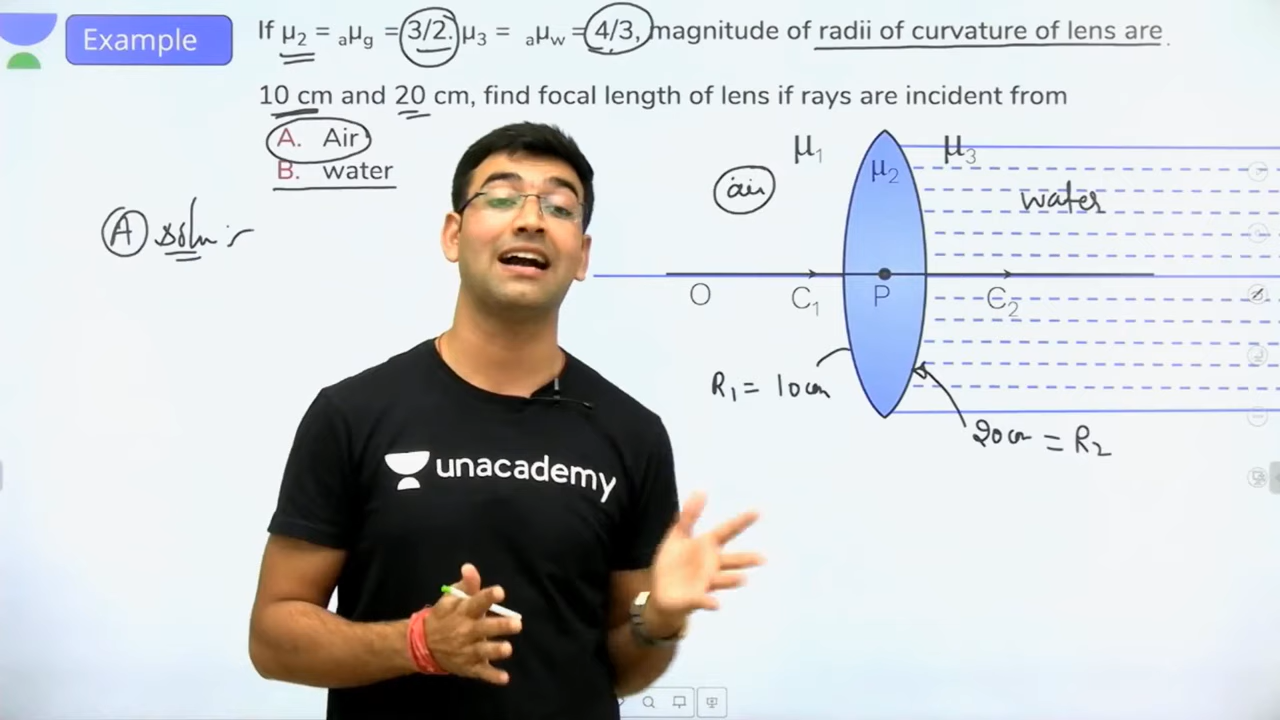 Example
If μ₂ = ₐμg = 3/2. μ₃ = ₐμw = 4/3, magnitude of radii of curvature of lens are
10 cm and 20 cm, find focal length of lens if rays are incident from
A. Air
B. water
μ₁
μ₂
μ₃
air
water
(A) soln :-
O
C₁
P
C₂
R₁ = 10cm
20cm = R₂
unacademy